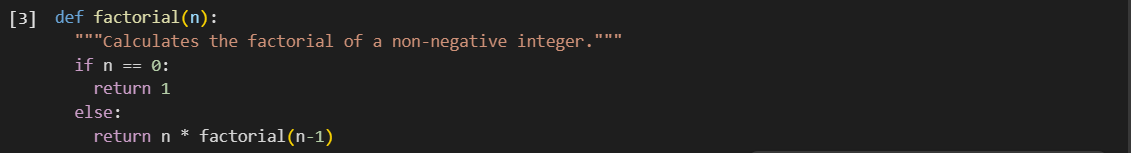 [3] def factorial(n):
  """Calculates the factorial of a non-negative integer."""
  if n == 0:
    return 1
  else:
    return n * factorial(n-1)